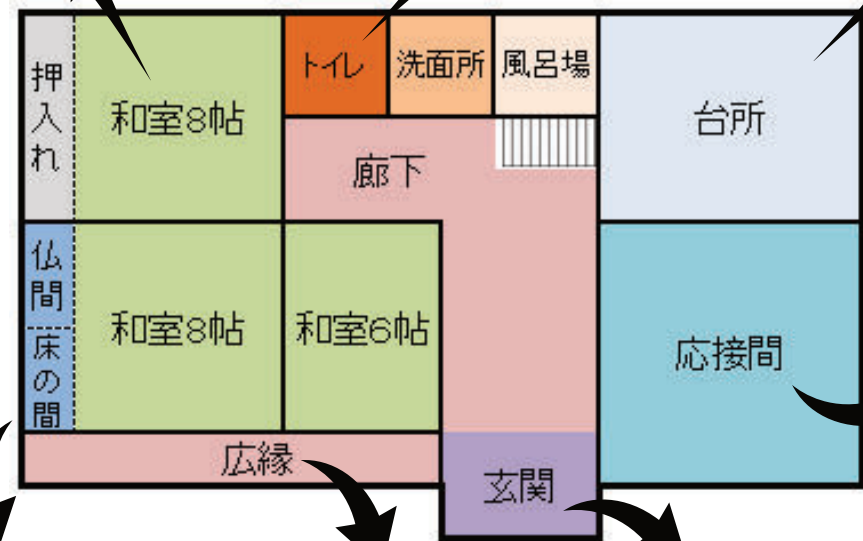 押入れ
和室8帖
トイレ
洗面所
風呂場
台所
廊下
仏間
床の間
和室8帖
和室6帖
応接間
広縁
玄関